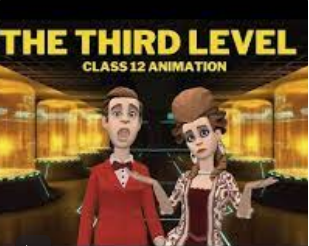 THE THIRD LEVEL
CLASS 12 ANIMATION